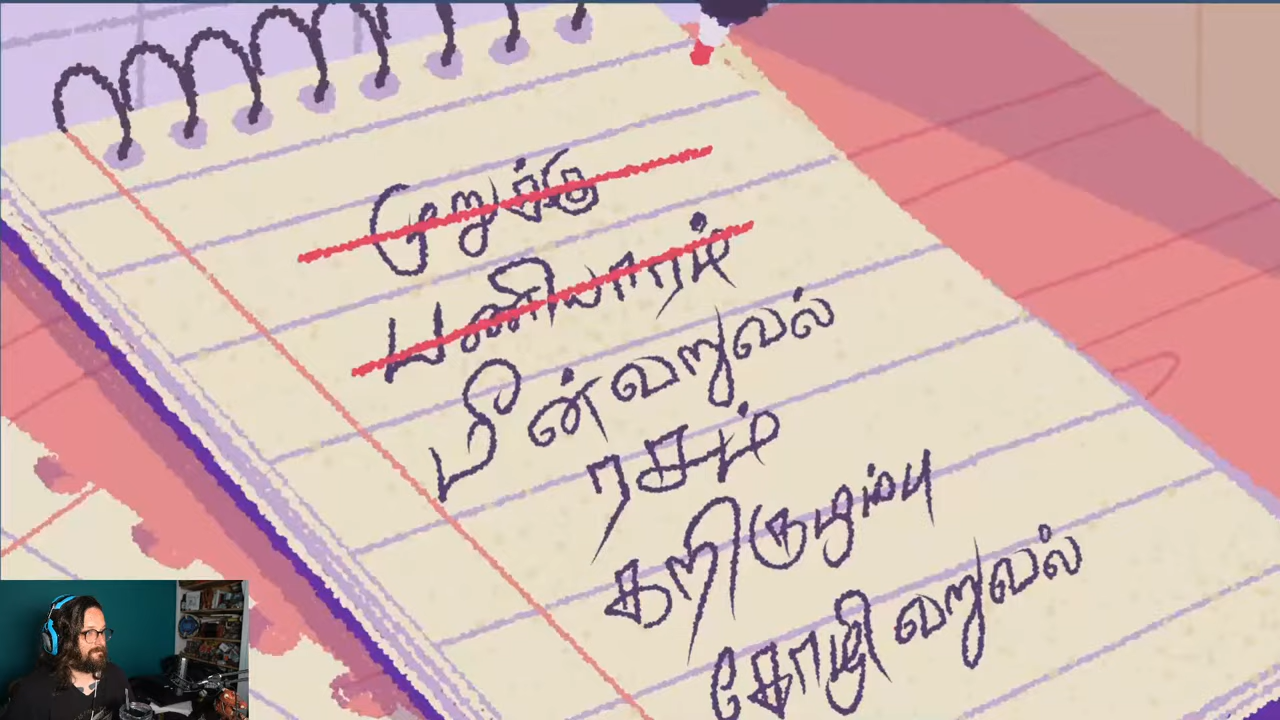 முறுக்கு
பணியாரம்
மீன் வறுவல்
ரசம்
கறிகுழம்பு
கோழி வறுவல்